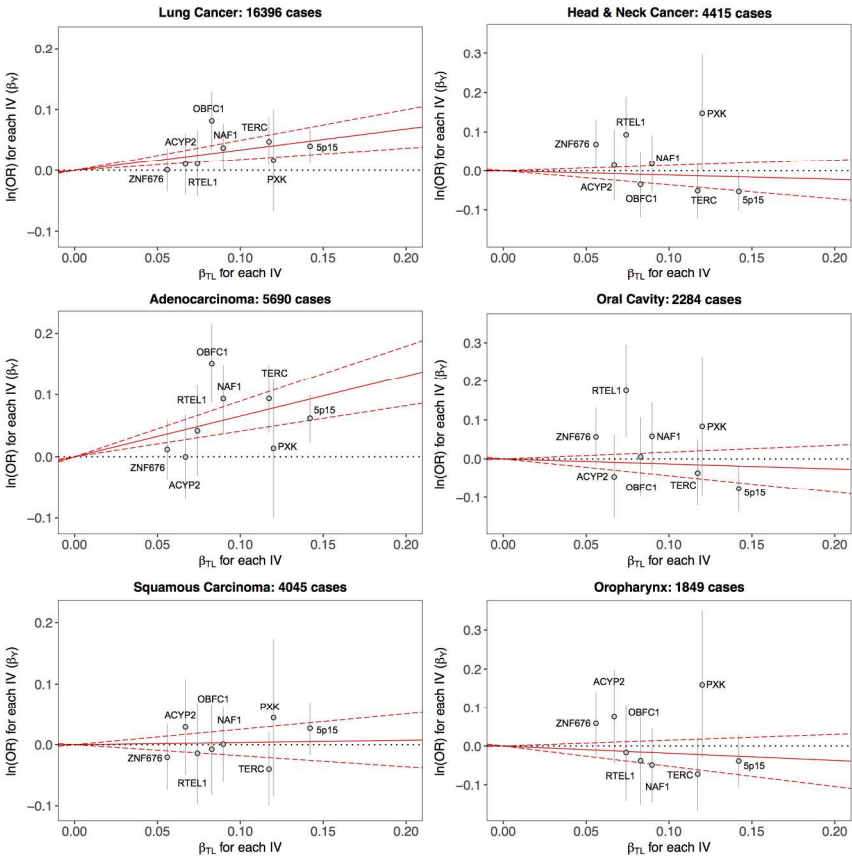 Lung Cancer: 16396 cases
ln(OR) for each IV (βY)
0.2
0.1
0.0
−0.1
OBFC1
ACYP2
NAF1
TERC
5p15
ZNF676
RTEL1
PXK
0.00
0.05
0.10
0.15
0.20
βTL for each IV
Head & Neck Cancer: 4415 cases
ln(OR) for each IV (βY)
0.3
0.2
0.1
0.0
−0.1
PXK
RTEL1
ZNF676
NAF1
ACYP2
OBFC1
TERC
5p15
0.00
0.05
0.10
0.15
0.20
βTL for each IV
Adenocarcinoma: 5690 cases
ln(OR) for each IV (βY)
0.2
0.1
0.0
−0.1
OBFC1
TERC
NAF1
RTEL1
5p15
PXK
ZNF676
ACYP2
0.00
0.05
0.10
0.15
0.20
βTL for each IV
Oral Cavity: 2284 cases
ln(OR) for each IV (βY)
0.3
0.2
0.1
0.0
−0.1
RTEL1
PXK
ZNF676
NAF1
ACYP2
OBFC1
TERC
5p15
0.00
0.05
0.10
0.15
0.20
βTL for each IV
Squamous Carcinoma: 4045 cases
ln(OR) for each IV (βY)
0.2
0.1
0.0
−0.1
OBFC1
PXK
ACYP2
NAF1
5p15
ZNF676
TERC
RTEL1
0.00
0.05
0.10
0.15
0.20
βTL for each IV
Oropharynx: 1849 cases
ln(OR) for each IV (βY)
0.3
0.2
0.1
0.0
−0.1
ACYP2
PXK
OBFC1
ZNF676
RTEL1
5p15
TERC
NAF1
0.00
0.05
0.10
0.15
0.20
βTL for each IV